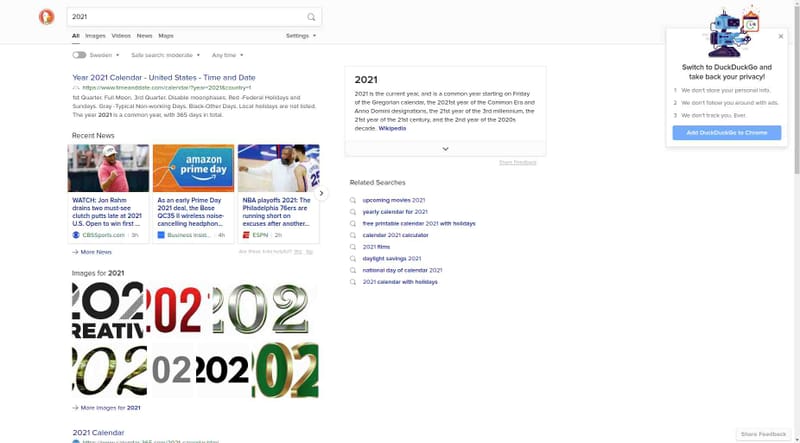 2021
All Images Videos News Maps Settings
Sweden Safe search: moderate Any time
Year 2021 Calendar - United States - Time and Date
https://www.timeanddate.com/calendar/?year=2021&country=1
1st Quarter. Full Moon. 3rd Quarter. Disable moonphases. Red -Federal Holidays and
Sundays. Gray -Typical Non-working Days. Black-Other Days. Local holidays are not listed.
The year 2021 is a common year, with 365 days in total.
Recent News
amazon
prime day
WATCH: Jon Rahm
drains two must-see
clutch putts late at 2021
U.S. Open to win first ...
CBSSports.com 3h
As an early Prime Day
2021 deal, the Bose
QC35 II wireless noise-
cancelling headphon...
Business Insid... 4h
NBA playoffs 2021: The
Philadelphia 76ers are
running short on
excuses after another...
ESPN 2h
More News
Are these links helpful? Yes No
Images for 2021
202
CREATIV
202
202
202
02
202
02
More Images for 2021
2021 Calendar
2021
2021 is the current year, and is a common year starting on Friday
of the Gregorian calendar, the 2021st year of the Common Era and
Anno Domini designations, the 21st year of the 3rd millennium, the
21st year of the 21st century, and the 2nd year of the 2020s
decade. Wikipedia
Share Feedback
Related Searches
upcoming movies 2021
yearly calendar for 2021
free printable calendar 2021 with holidays
calendar 2021 calculator
2021 films
daylight savings 2021
national day of calendar 2021
2021 calendar with holidays
Switch to DuckDuckGo and
take back your privacy!
1 We don't store your personal info.
2 We don't follow you around with ads.
3 We don't track you. Ever.
Add DuckDuckGo to Chrome
Share Feedback